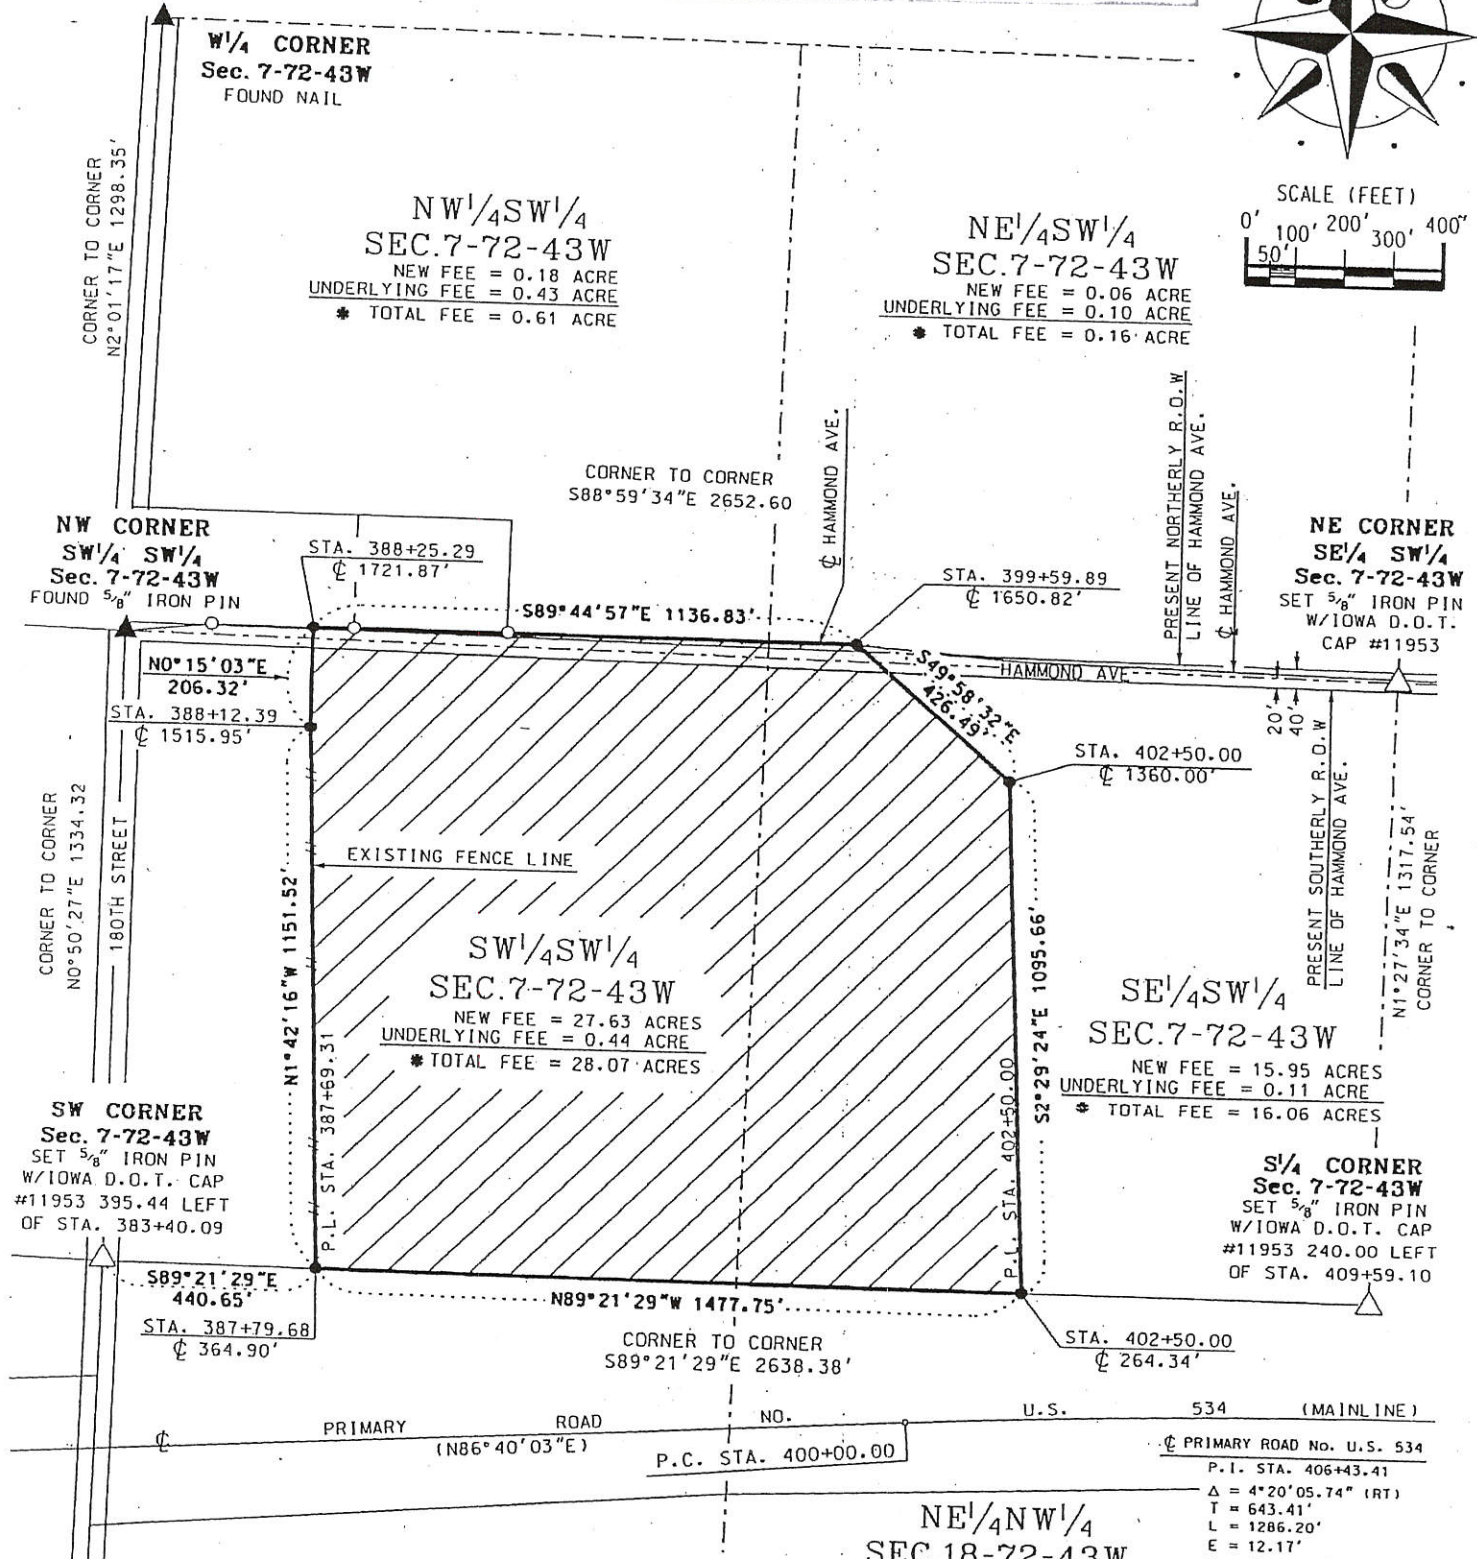 W1/4 CORNER
Sec. 7-72-43W
FOUND NAIL
CORNER TO CORNER
N2°01'17"E 1298.35'
NW1/4SW1/4
SEC.7-72-43W
NEW FEE = 0.18 ACRE
UNDERLYING FEE = 0.43 ACRE
* TOTAL FEE = 0.61 ACRE
NE1/4SW1/4
SEC.7-72-43W
NEW FEE = 0.06 ACRE
UNDERLYING FEE = 0.10 ACRE
* TOTAL FEE = 0.16 ACRE
SCALE (FEET)
0' 50' 100' 200' 300' 400'
CORNER TO CORNER
S88°59'34"E 2652.60
℄ HAMMOND AVE.
PRESENT NORTHERLY R.O.W
LINE OF HAMMOND AVE.
℄ HAMMOND AVE.
NW CORNER
SW1/4 SW1/4
Sec. 7-72-43W
FOUND 5/8" IRON PIN
STA. 388+25.29
℄ 1721.87'
S89°44'57"E 1136.83'
STA. 399+59.89
℄ 1650.82'
NE CORNER
SE1/4 SW1/4
Sec. 7-72-43W
SET 5/8" IRON PIN
W/IOWA D.O.T.
CAP #11953
N0°15'03"E
206.32'
STA. 388+12.39
℄ 1515.95'
S49°58'32"E
426.49'
HAMMOND AVE
20'
40'
STA. 402+50.00
℄ 1360.00'
CORNER TO CORNER
N0°50'27"E 1334.32
180TH STREET
EXISTING FENCE LINE
N1°42'16"W 1151.52'
P.L. STA. 387+69.31
SW1/4SW1/4
SEC.7-72-43W
NEW FEE = 27.63 ACRES
UNDERLYING FEE = 0.44 ACRE
* TOTAL FEE = 28.07 ACRES
P.L. STA. 402+50.00
S2°29'24"E 1095.66'
PRESENT SOUTHERLY R.O.W
LINE OF HAMMOND AVE.
N1°27'34"E 1317.54'
CORNER TO CORNER
SE1/4SW1/4
SEC.7-72-43W
NEW FEE = 15.95 ACRES
UNDERLYING FEE = 0.11 ACRE
* TOTAL FEE = 16.06 ACRES
SW CORNER
Sec. 7-72-43W
SET 5/8" IRON PIN
W/IOWA D.O.T. CAP
#11953 395.44 LEFT
OF STA. 383+40.09
S1/4 CORNER
Sec. 7-72-43W
SET 5/8" IRON PIN
W/IOWA D.O.T. CAP
#11953 240.00 LEFT
OF STA. 409+59.10
S89°21'29"E
440.65'
STA. 387+79.68
℄ 364.90'
N89°21'29"W 1477.75'
CORNER TO CORNER
S89°21'29"E 2638.38'
STA. 402+50.00
℄ 264.34'
℄ PRIMARY ROAD NO. U.S. 534 (MAINLINE)
(N86°40'03"E)
P.C. STA. 400+00.00
℄ PRIMARY ROAD No. U.S. 534
P.I. STA. 406+43.41
Δ = 4°20'05.74" (RT)
T = 643.41'
L = 1286.20'
E = 12.17'
NE1/4NW1/4
SEC.18-72-43W